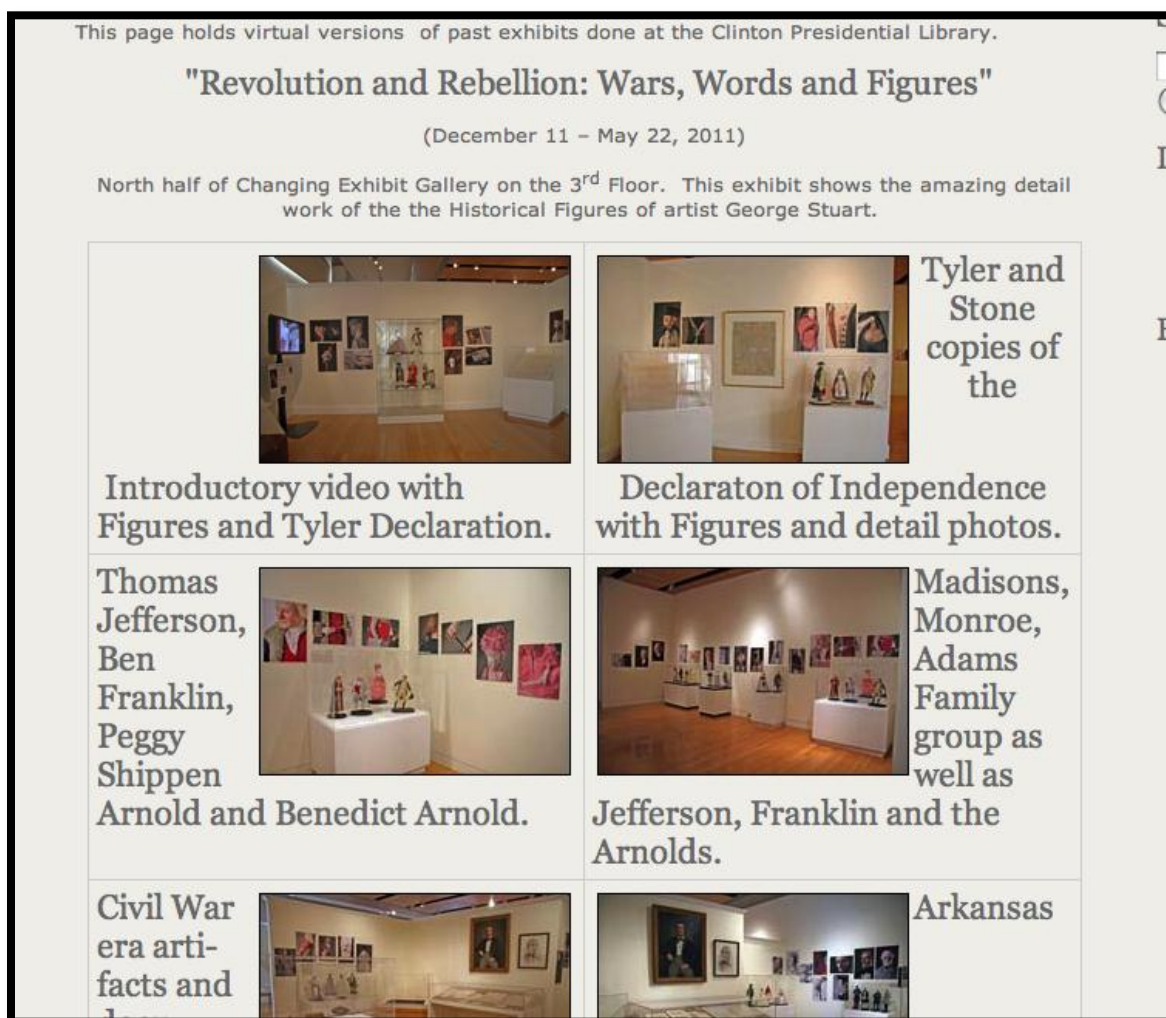 This page holds virtual versions of past exhibits done at the Clinton Presidential Library.
"Revolution and Rebellion: Wars, Words and Figures"
(December 11 – May 22, 2011)
North half of Changing Exhibit Gallery on the 3rd Floor. This exhibit shows the amazing detail
work of the the Historical Figures of artist George Stuart.
Introductory video with
Figures and Tyler Declaration.
Tyler and
Stone
copies of
the
Declaraton of Independence
with Figures and detail photos.
Thomas
Jefferson,
Ben
Franklin,
Peggy
Shippen
Arnold and Benedict Arnold.
Madisons,
Monroe,
Adams
Family
group as
well as
Jefferson, Franklin and the
Arnolds.
Civil War
era arti-
facts and
Arkansas